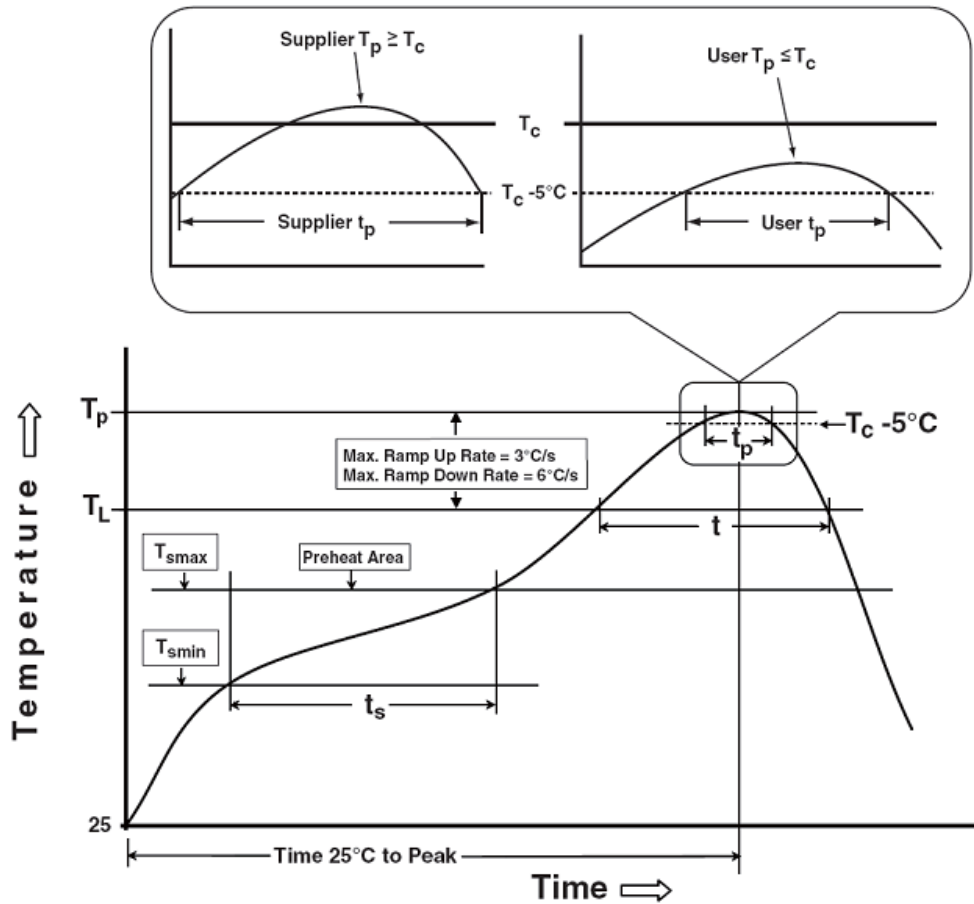 Supplier Tp ≥ Tc
User Tp ≤ Tc
Tc
Tc -5°C
Supplier tp
User tp
Tp
Tc -5°C
tp
Max. Ramp Up Rate = 3°C/s
Max. Ramp Down Rate = 6°C/s
TL
t
Tsmax
Preheat Area
Tsmin
ts
Temperature
25
Time 25°C to Peak
Time